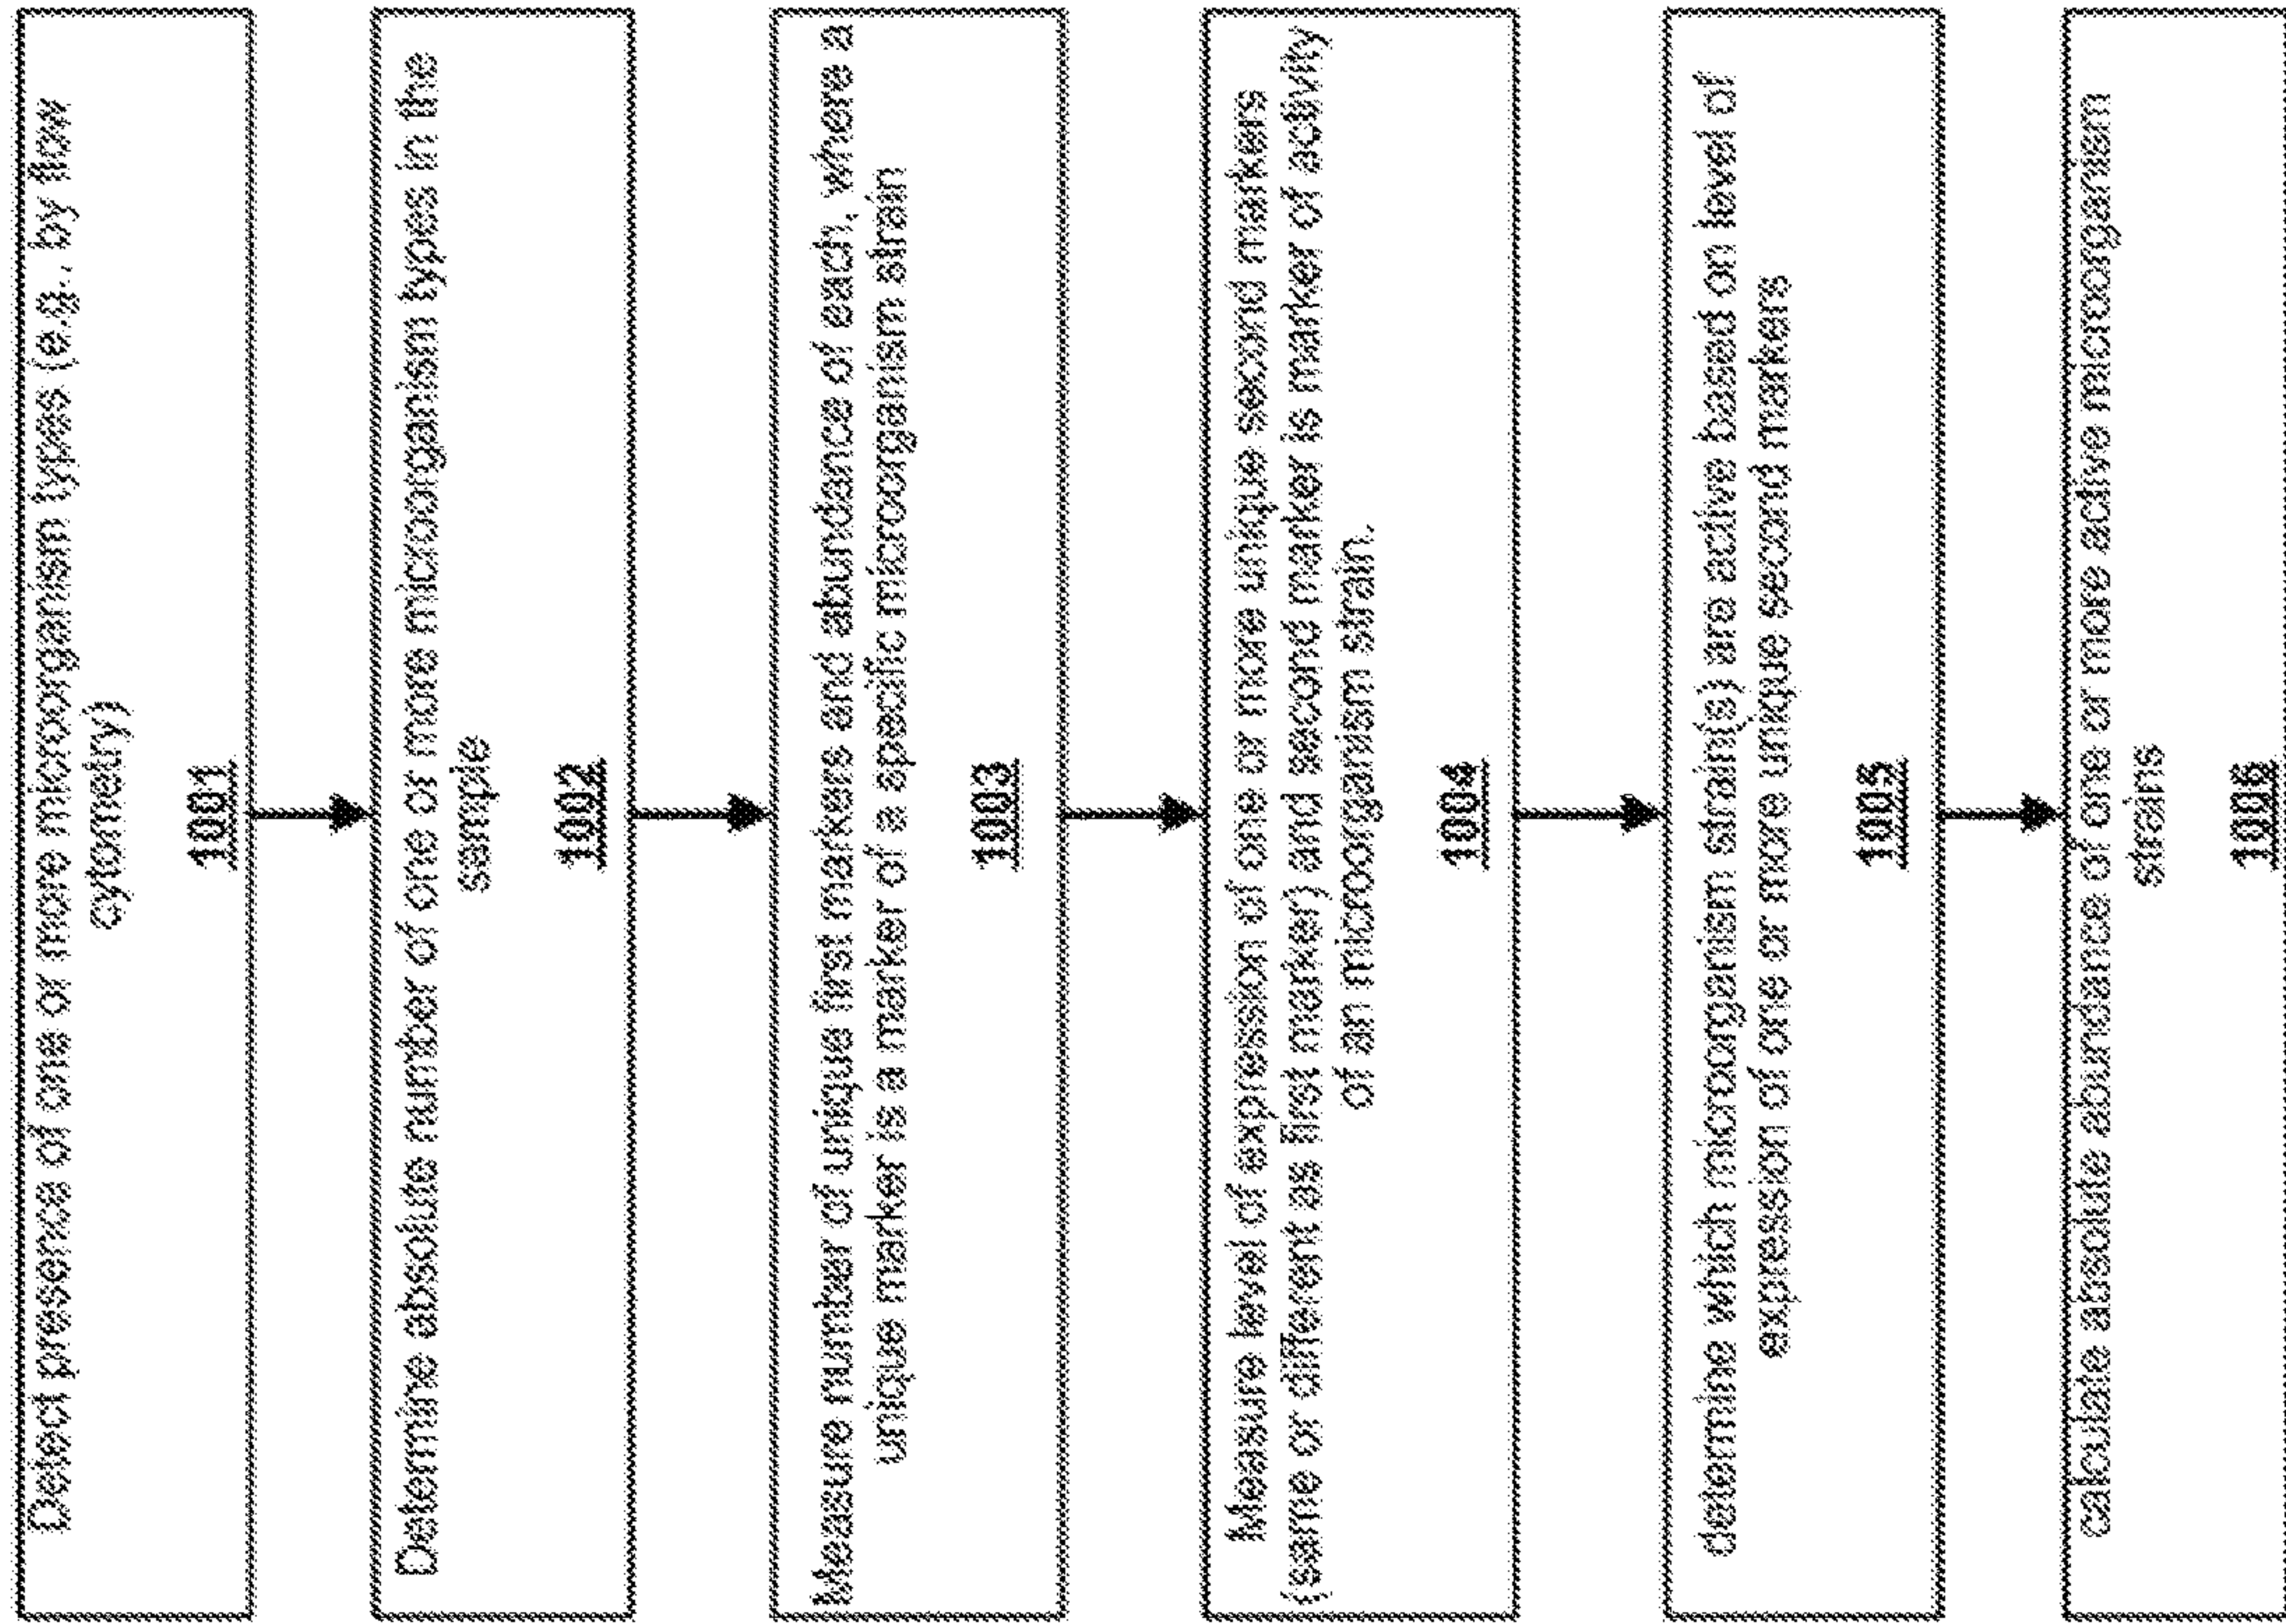 Detect presence of one or more microorganism types (e.g., by flow
cytometry)
1001
Determine absolute number of one or more microorganism types in the
sample
1002
Measure number of unique first markers and abundance of each, where a
unique marker is a marker of a specific microorganism strain
1003
Measure level of expression of one or more unique second markers
(same or different as first marker) and second marker is marker of activity
of an microorganism strain.
1004
determine which microorganism strain(s) are active based on level of
expression of one or more unique second markers
1005
calculate absolute abundance of one or more active microorganism
strains
1006